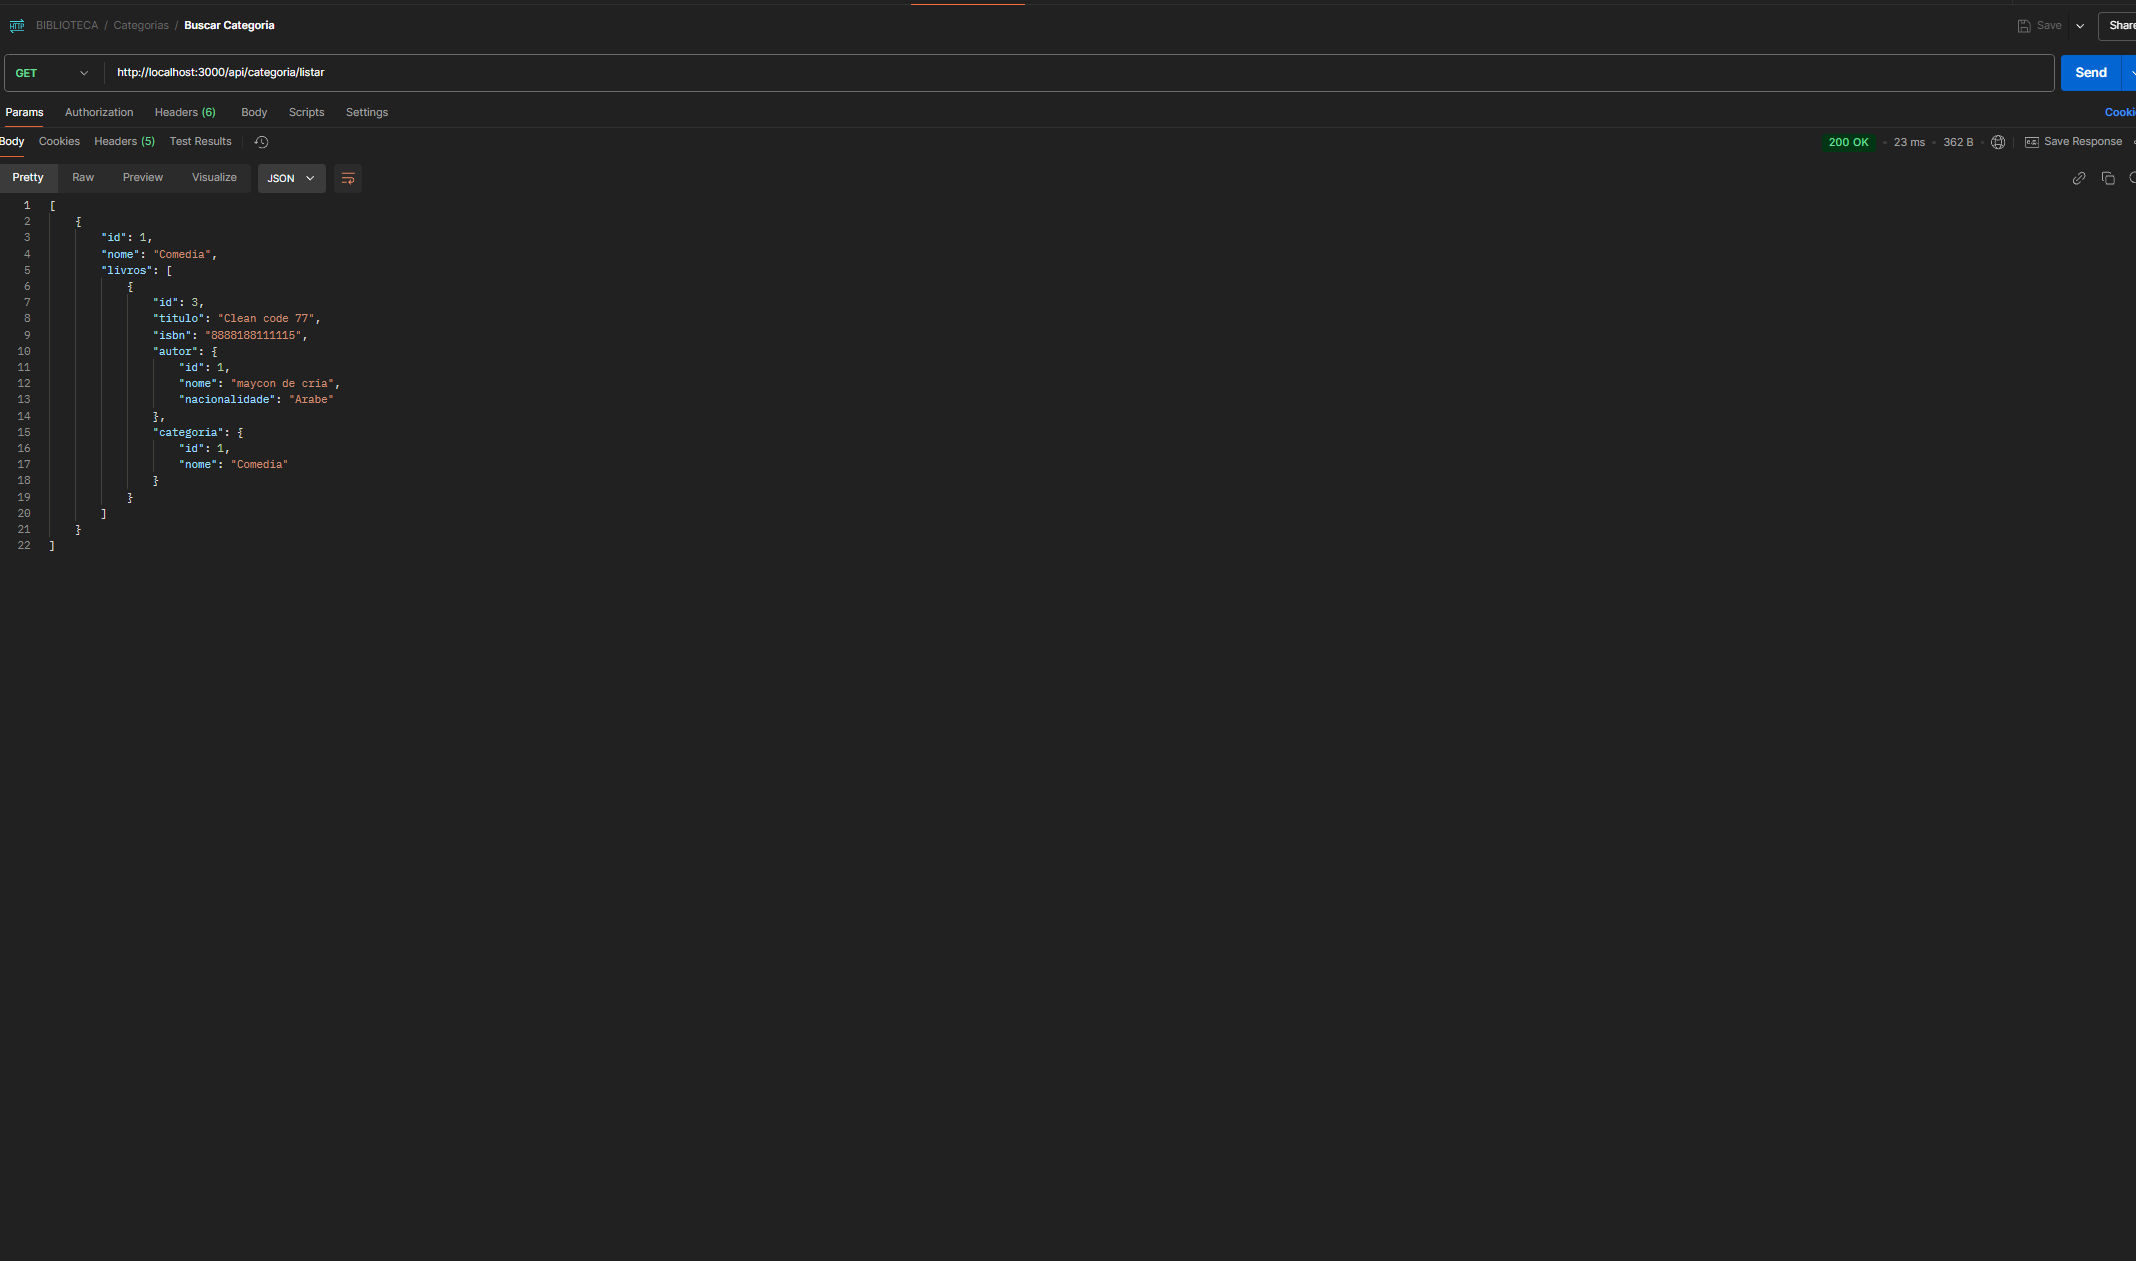 BIBLIOTECA / Categorias / Buscar Categoria
Save
Share
GET http://localhost:3000/api/categoria/listar
Send
Params Authorization Headers (6) Body Scripts Settings
Cooki
Body Cookies Headers (5) Test Results
200 OK • 23 ms • 362 B
Save Response
Pretty Raw Preview Visualize JSON
1 [
2 {
3 "id": 1,
4 "nome": "Comedia",
5 "livros": [
6 {
7 "id": 3,
8 "titulo": "Clean code 77",
9 "isbn": "8888188111115",
10 "autor": {
11 "id": 1,
12 "nome": "maycon de cria",
13 "nacionalidade": "Arabe"
14 },
15 "categoria": {
16 "id": 1,
17 "nome": "Comedia"
18 }
19 }
20 ]
21 }
22 ]